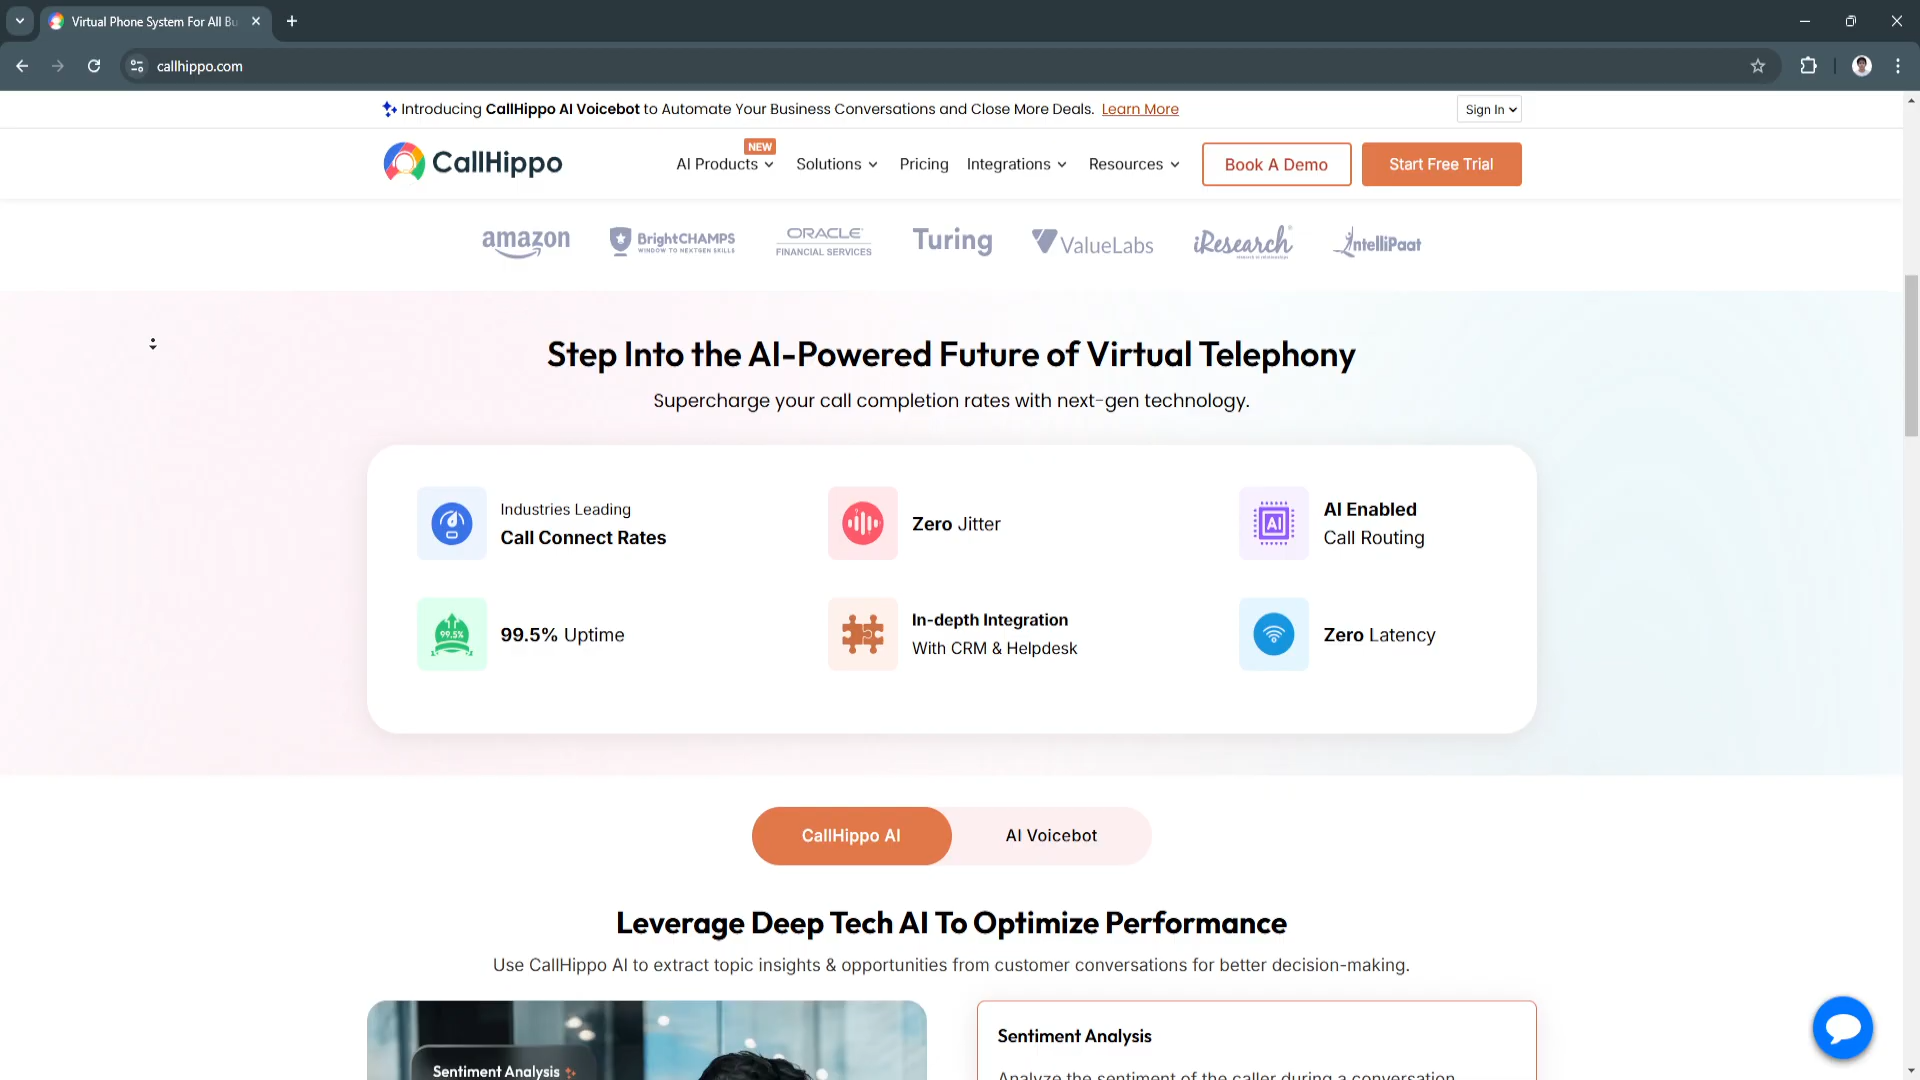 Virtual Phone System For All Bu
callhippo.com
Introducing CallHippo AI Voicebot to Automate Your Business Conversations and Close More Deals. Learn More
Sign In
CallHippo
AI Products
NEW
Solutions
Pricing
Integrations
Resources
Book A Demo
Start Free Trial
amazon
BrightCHAMPS
WINDOW TO NEXTGEN SKILLS
ORACLE
FINANCIAL SERVICES
Turing
ValueLabs
iResearch
IntelliPaat
Step Into the AI-Powered Future of Virtual Telephony
Supercharge your call completion rates with next-gen technology.
Industries Leading
Call Connect Rates
Zero Jitter
AI
AI Enabled
Call Routing
99.5%
99.5% Uptime
In-depth Integration
With CRM & Helpdesk
Zero Latency
CallHippo AI
AI Voicebot
Leverage Deep Tech AI To Optimize Performance
Use CallHippo AI to extract topic insights & opportunities from customer conversations for better decision-making.
Sentiment Analysis
Sentiment Analysis
Analyze the sentiment of the caller during a conversation